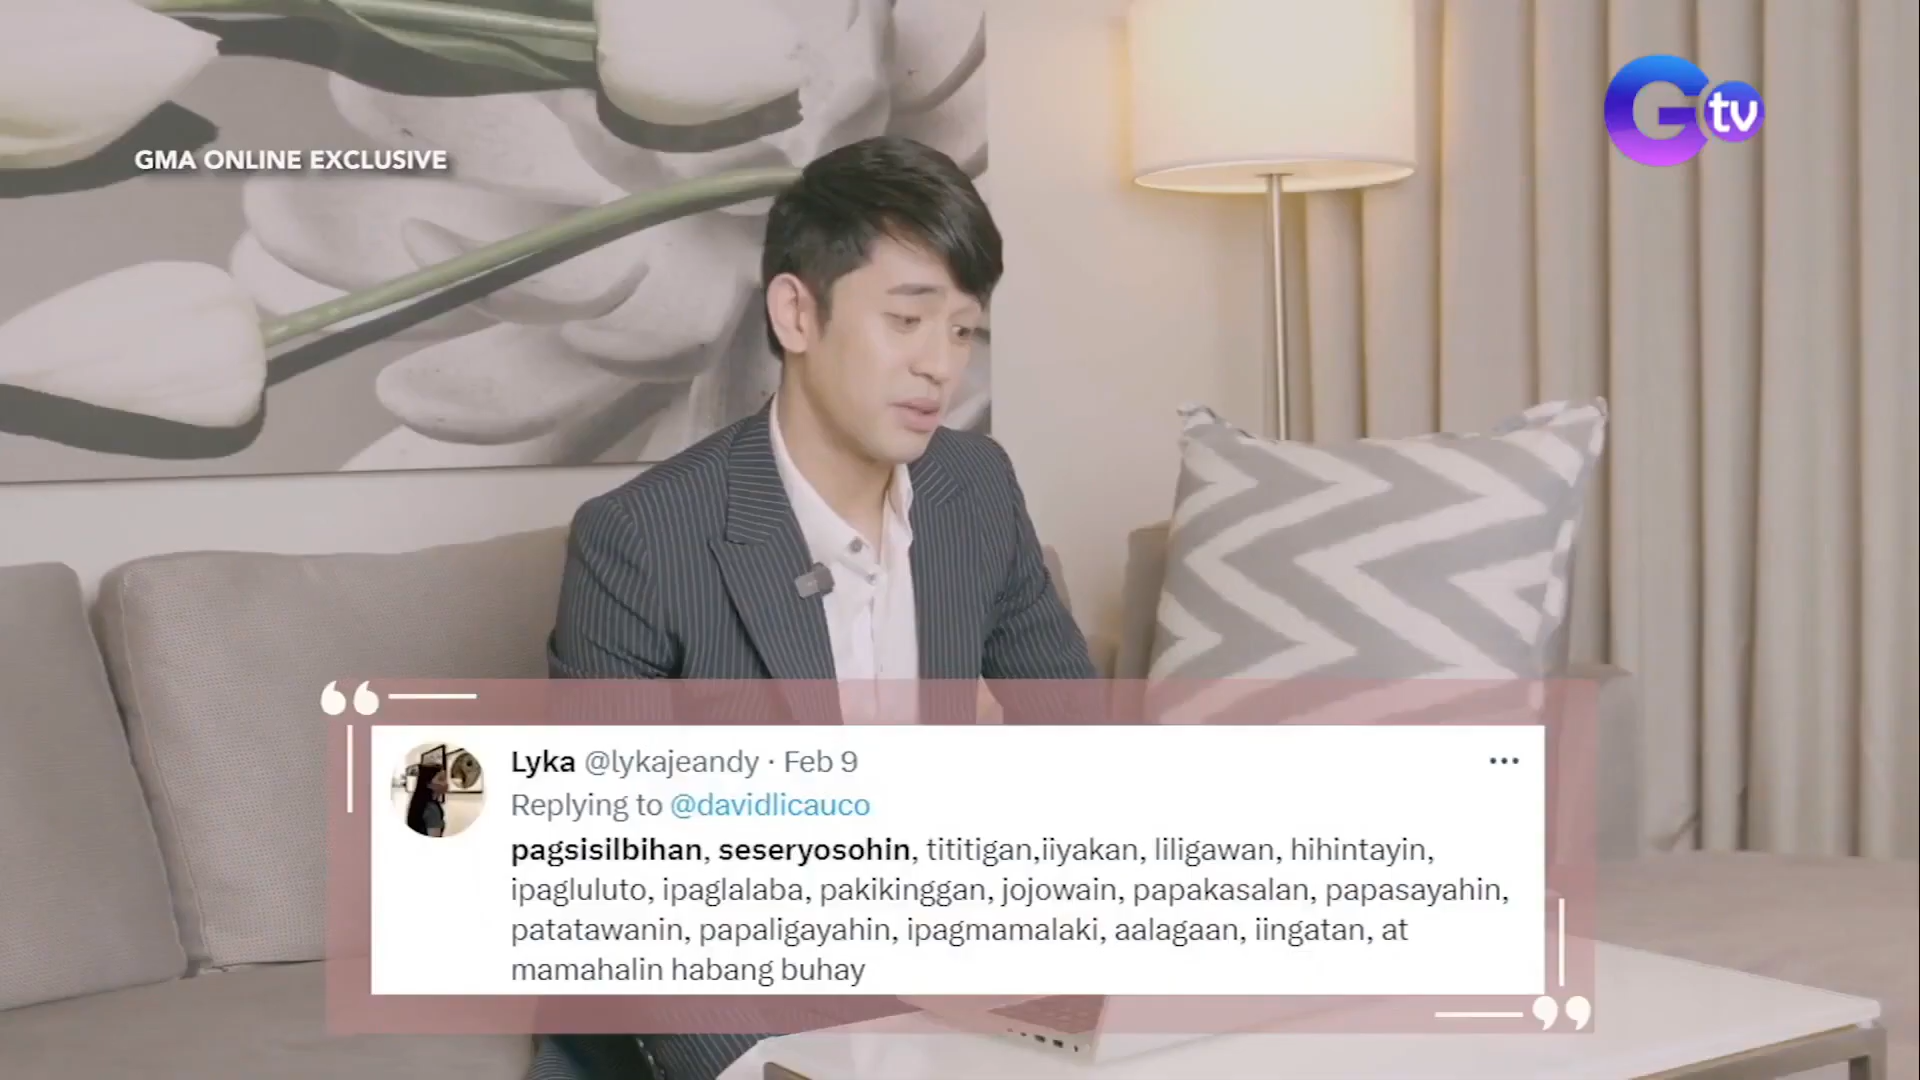 GMA ONLINE EXCLUSIVE
G tv
Lyka @lykajeandy · Feb 9
Replying to @davidlicauco
pagsisilbihan, seseryosohin, tititigan,iiyakan, liligawan, hihintayin,
ipagluluto, ipaglalaba, pakikinggan, jojowain, papakasalan, papasayahin,
patatawanin, papaligayahin, ipagmamalaki, aalagaan, iingatan, at
mamahalin habang buhay